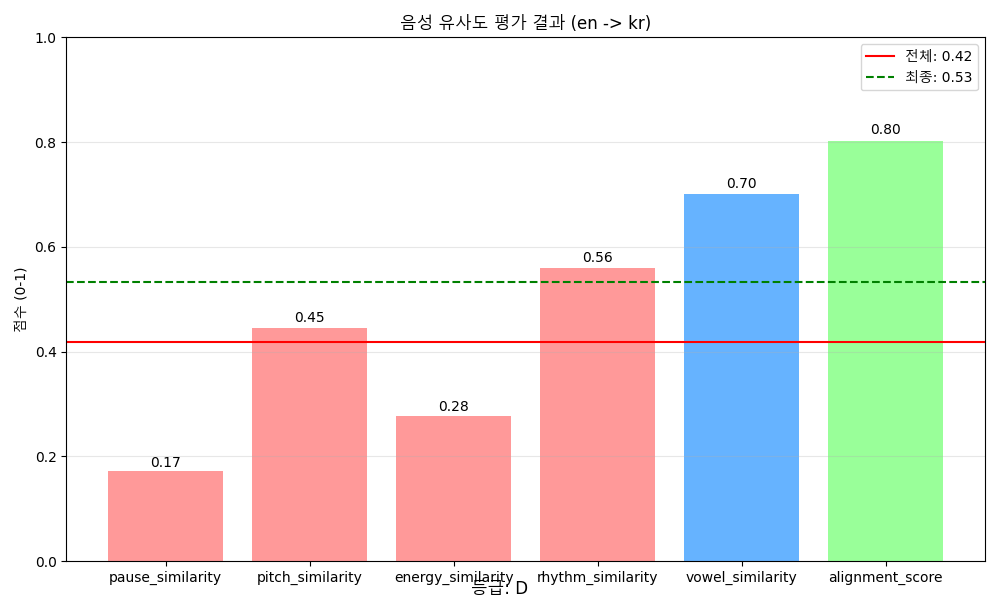 음성 유사도 평가 결과 (en -> kr)
전체: 0.42
최종: 0.53
점수 (0-1)
1.0
0.8
0.6
0.4
0.2
0.0
0.17
0.45
0.28
0.56
0.70
0.80
pause_similarity pitch_similarity energy_similarity rhythm_similarity vowel_similarity alignment_score
등급: D